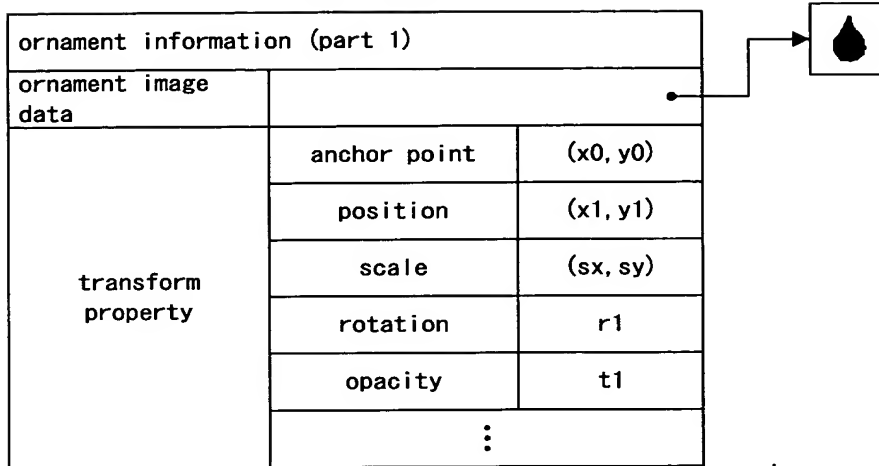 ornament information (part 1)
ornament image
data
anchor point (x0, y0)
position (x1, y1)
scale (sx, sy)
transform
property
rotation r1
opacity t1
⋮